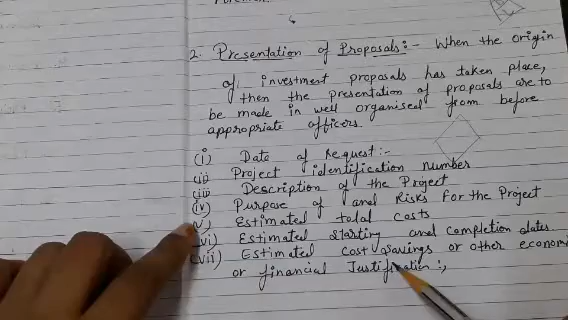 2. Presentation of Proposals:- When the origin
of investment proposals has taken place,
then the presentation of proposals are to
be made in well organised from before
appropriate officers.
(i) Date of Request:-
(ii) Project identification number
(iii) Description of the Project
(iv) Purpose of and Risks For the Project
(v) Estimated total costs
(vi) Estimated starting and completion dates
(vii) Estimated cost savings or other econom
or financial Justification:,